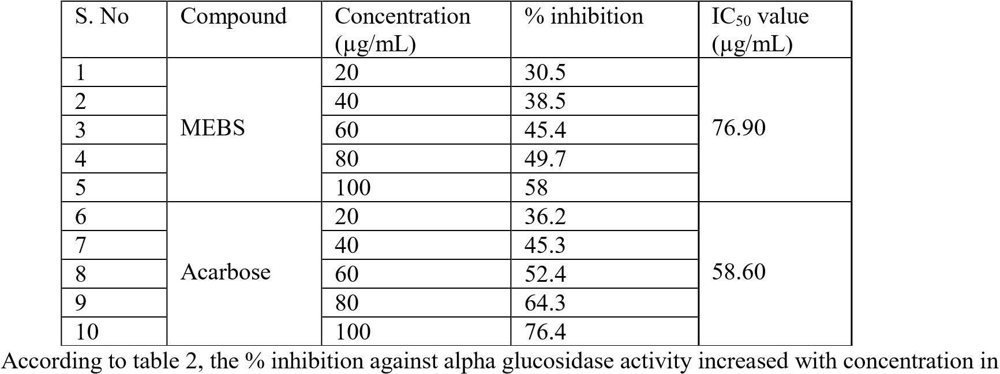 S. No Compound Concentration (µg/mL) % inhibition IC50 value (µg/mL)
1 MEBS 20 30.5 76.90
2 40 38.5
3 60 45.4
4 80 49.7
5 100 58
6 Acarbose 20 36.2 58.60
7 40 45.3
8 60 52.4
9 80 64.3
10 100 76.4
According to table 2, the % inhibition against alpha glucosidase activity increased with concentration in